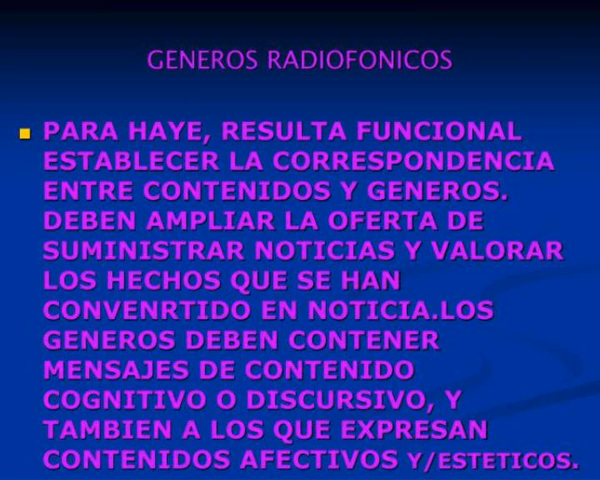 GENEROS RADIOFONICOS
PARA HAYE, RESULTA FUNCIONAL
ESTABLECER LA CORRESPONDENCIA
ENTRE CONTENIDOS Y GENEROS.
DEBEN AMPLIAR LA OFERTA DE
SUMINISTRAR NOTICIAS Y VALORAR
LOS HECHOS QUE SE HAN
CONVENRTIDO EN NOTICIA.LOS
GENEROS DEBEN CONTENER
MENSAJES DE CONTENIDO
COGNITIVO O DISCURSIVO, Y
TAMBIEN A LOS QUE EXPRESAN
CONTENIDOS AFECTIVOS Y/ESTETICOS.